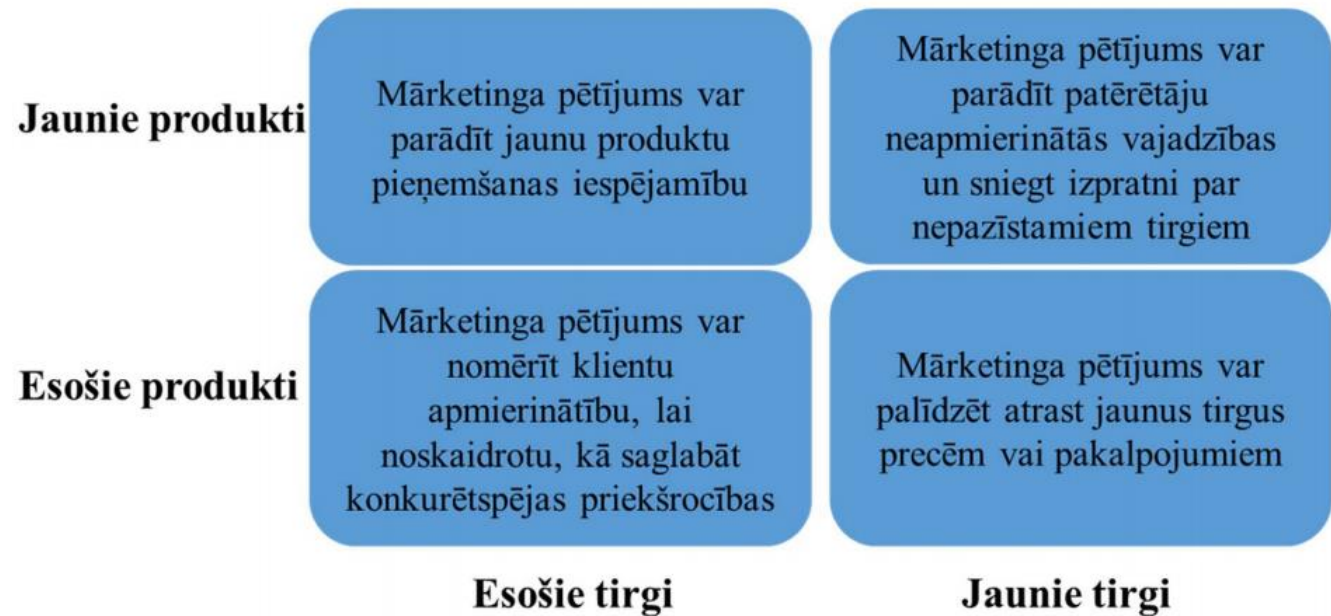 Jaunie produkti
Mārketinga pētījums var
parādīt jaunu produktu
pieņemšanas iespējamību
Mārketinga pētījums var
parādīt patērētāju
neapmierinātās vajadzības
un sniegt izpratni par
nepazīstamiem tirgiem
Esošie produkti
Mārketinga pētījums var
nomērīt klientu
apmierinātību, lai
noskaidrotu, kā saglabāt
konkurētspējas priekšrocības
Mārketinga pētījums var
palīdzēt atrast jaunus tirgus
precēm vai pakalpojumiem
Esošie tirgi
Jaunie tirgi